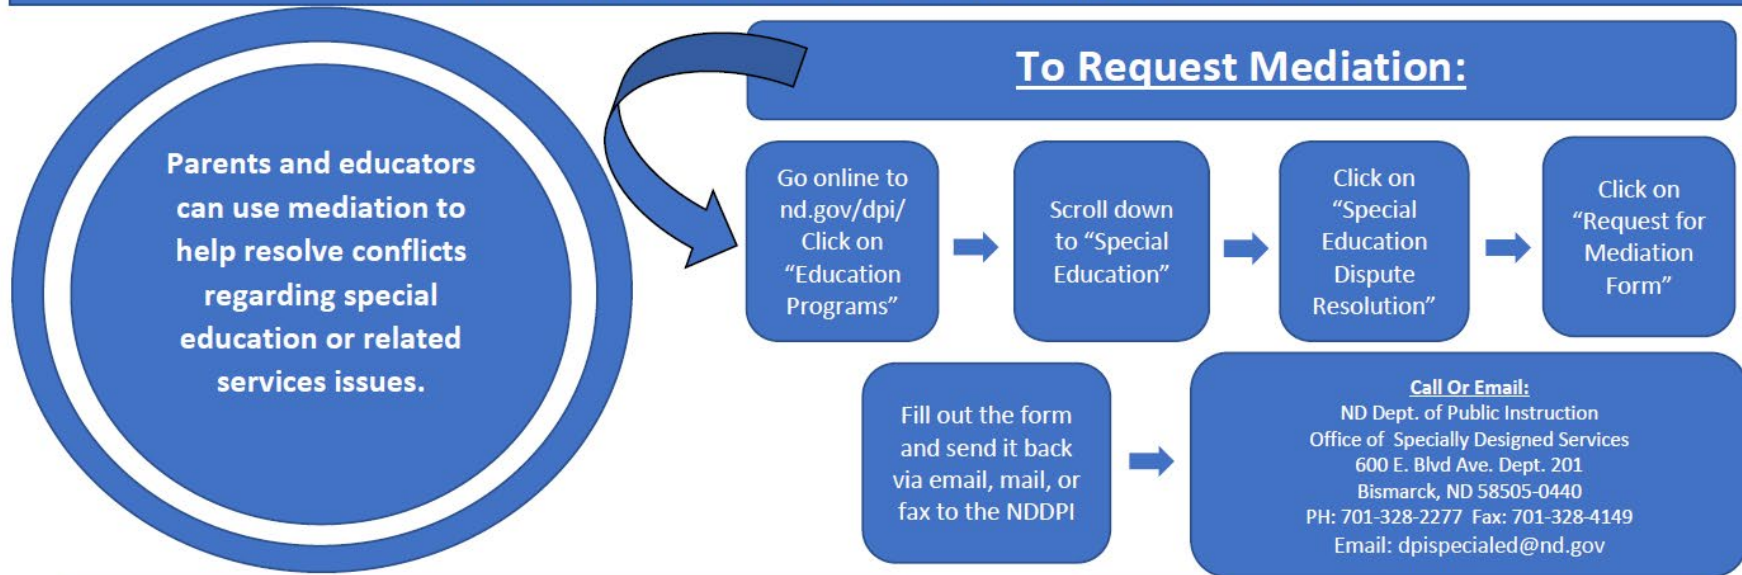 To Request Mediation:
Parents and educators
can use mediation to
help resolve conflicts
regarding special
education or related
services issues.
Go online to
nd.gov/dpi/
Click on
“Education
Programs”
Scroll down
to “Special
Education”
Click on
“Special
Education
Dispute
Resolution”
Click on
“Request for
Mediation
Form”
Fill out the form
and send it back
via email, mail, or
fax to the NDDPI
Call Or Email:
ND Dept. of Public Instruction
Office of Specially Designed Services
600 E. Blvd Ave. Dept. 201
Bismarck, ND 58505-0440
PH: 701-328-2277 Fax: 701-328-4149
Email: dpispecialed@nd.gov